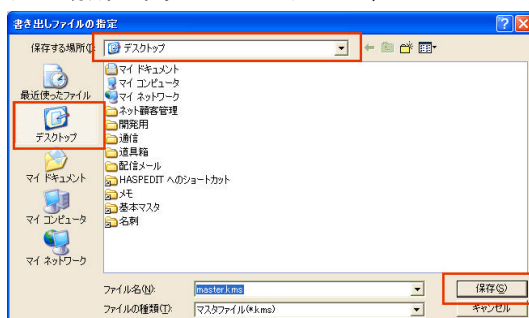 書き出しファイルの指定
保存する場所(I):
デスクトップ
最近使ったファイル
デスクトップ
マイ ドキュメント
マイ コンピュータ
マイ ネットワーク
マイ ドキュメント
マイ コンピュータ
マイ ネットワーク
ネット顧客管理
開発用
通信
道具箱
配信メール
HASPEDIT へのショートカット
メモ
基本マスタ
名刺
ファイル名(N):
master.kms
保存(S)
ファイルの種類(T):
マスタファイル(*.kms)
キャンセル